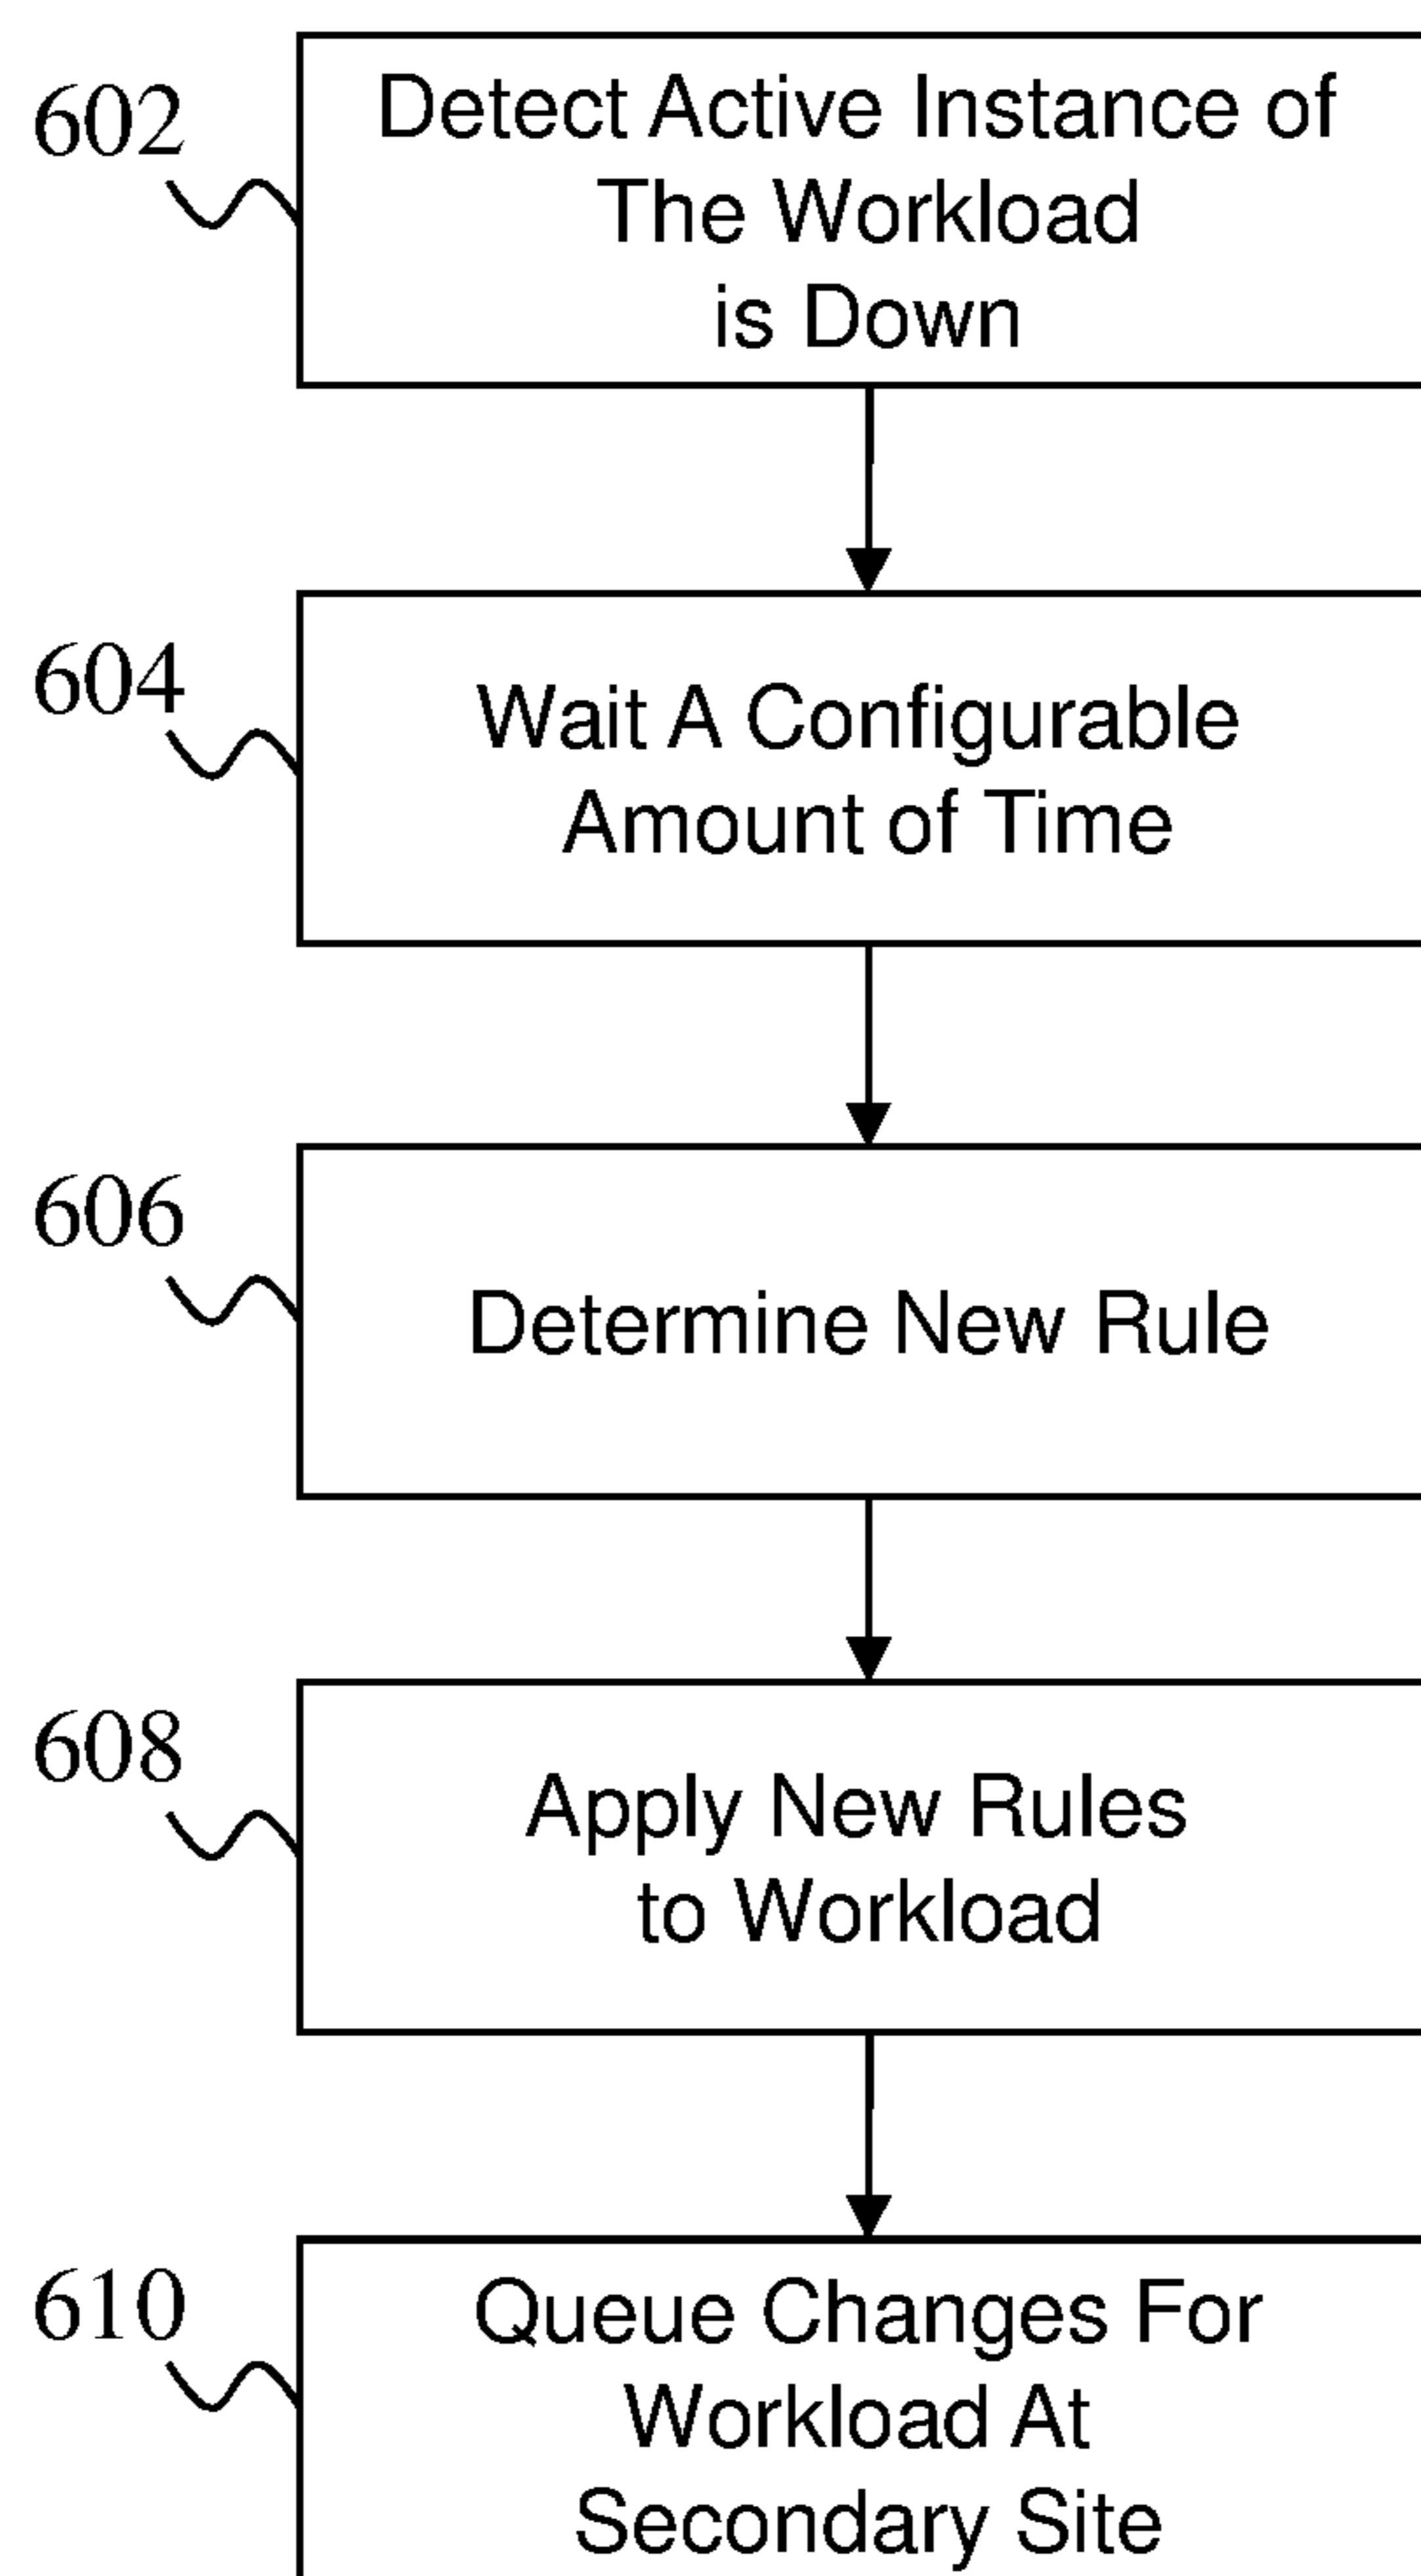 602
Detect Active Instance of
The Workload
is Down
604
Wait A Configurable
Amount of Time
606
Determine New Rule
608
Apply New Rules
to Workload
610
Queue Changes For
Workload At
Secondary Site